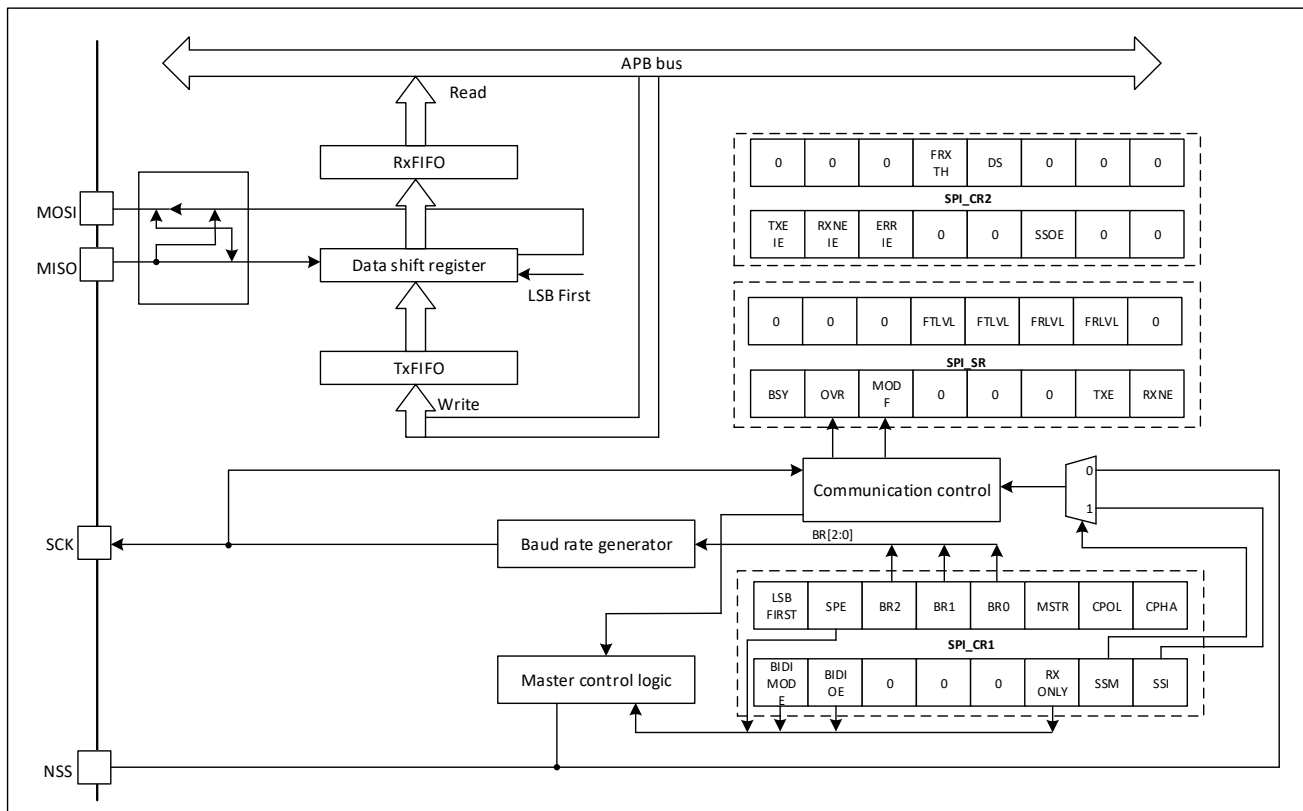 APB bus
Read
RxFIFO
0 0 0 FRX 
TH DS 0 0 0
SPI_CR2
TXE
IE RXNE
IE ERR
IE 0 0 SSOE 0 0
MOSI
MISO
Data shift register
LSB First
0 0 0 FTLVL FTLVL FRLVL FRLVL 0
SPI_SR
TxFIFO
BSY OVR MOD
F 0 0 0 TXE RXNE
Write
Communication control
0
1
SCK
Baud rate generator
BR[2:0]
LSB
FIRST SPE BR2 BR1 BR0 MSTR CPOL CPHA
SPI_CR1
Master control logic
BIDI
MOD
E BIDI
OE 0 0 0 RX
ONLY SSM SSI
NSS